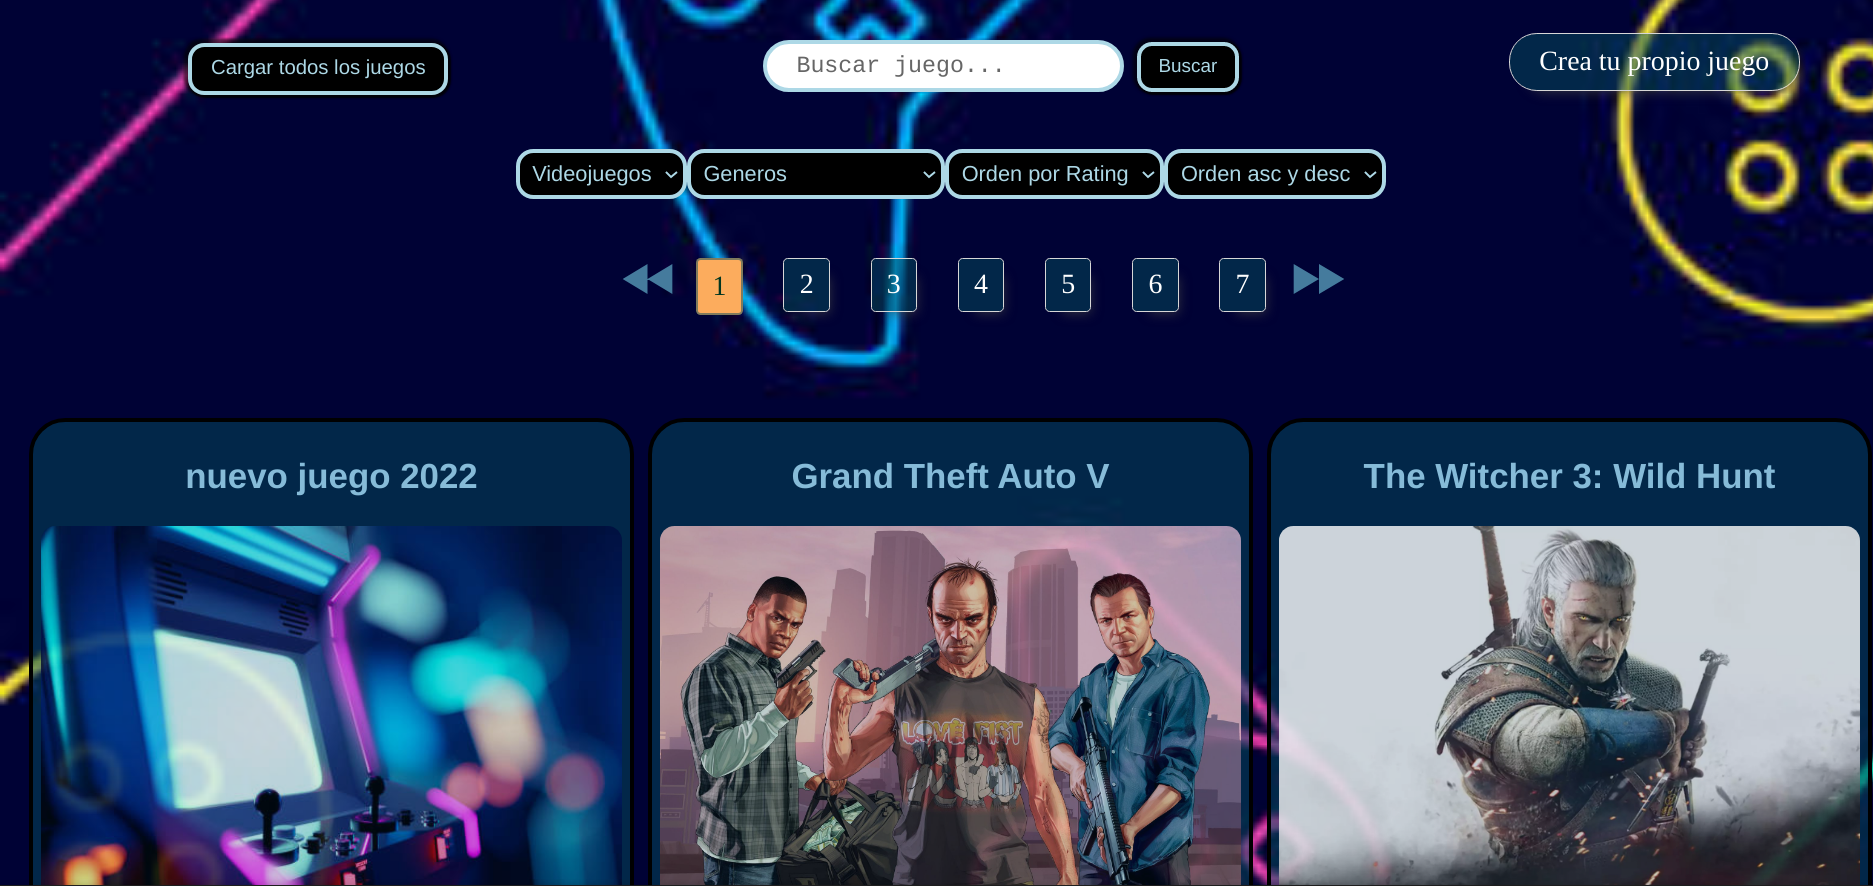 Cargar todos los juegos
Buscar juego...
Buscar
Crea tu propio juego
Videojuegos
Generos
Orden por Rating
Orden asc y desc
1 2 3 4 5 6 7
nuevo juego 2022
Grand Theft Auto V
The Witcher 3: Wild Hunt
LOVE FIST